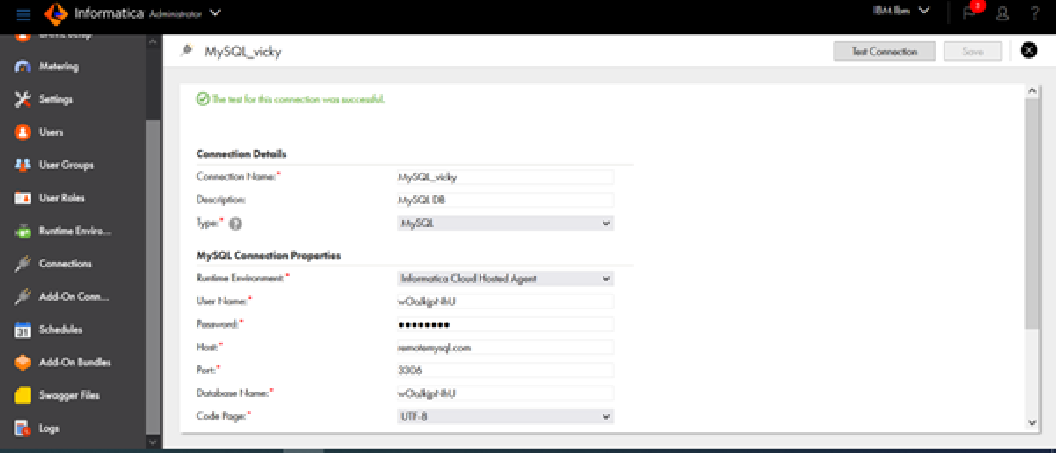 Informatica Administrator
3
MySQL_vicky
Test Connection
Save
Metering
Settings
Users
User Groups
User Roles
Runtime Enviro...
Connections
Add-On Conn...
Schedules
31
Add-On Bundles
Swagger Files
Logs
The test for this connection was successful.
Connection Details
Connection Name:* MySQL_vicky
Description: MySQL DB
Type:* MySQL
MySQL Connection Properties
Runtime Environment:* Informatica Cloud Hosted Agent
User Name:*
Password:* ••••••••
Host:* remotemysql.com
Port:* 3306
Database Name:*
Code Page:* UTF-8